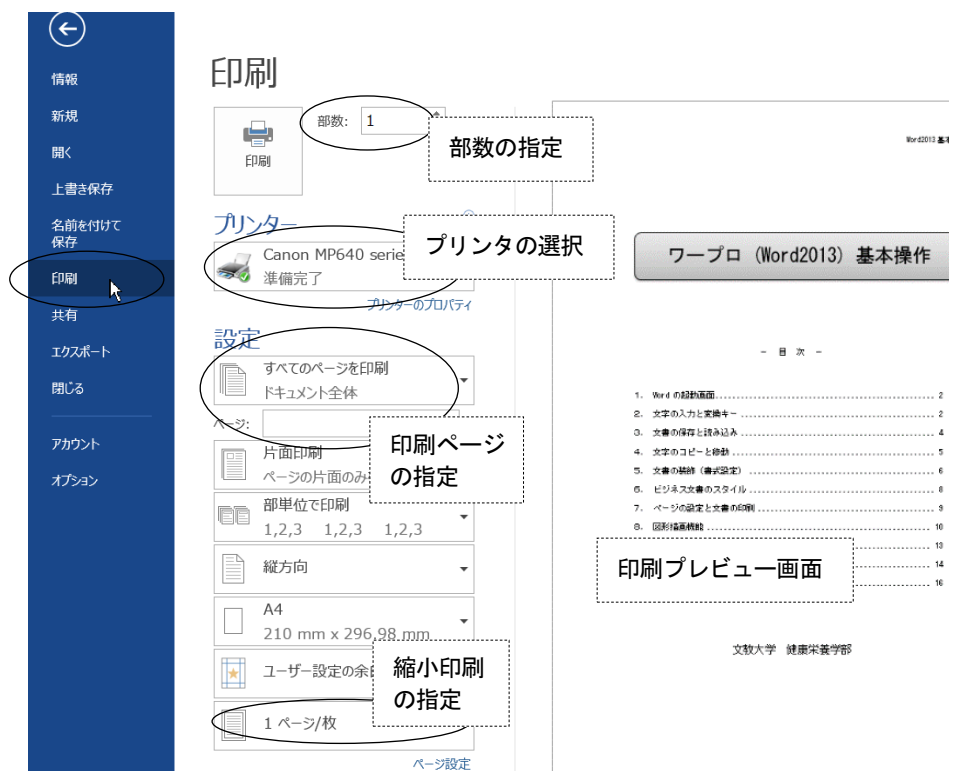 情報
新規
開く
上書き保存
名前を付けて
保存
印刷
共有
エクスポート
閉じる
アカウント
オプション
印刷
印刷
部数: 1
部数の指定
プリンター
Canon MP640 serie
準備完了
プリンタの選択
プリンターのプロパティ
設定
すべてのページを印刷
ドキュメント全体
ページ:
印刷ページ
の指定
片面印刷
ページの片面のみ
部単位で印刷
1,2,3 1,2,3 1,2,3
縦方向
A4
210 mm x 296.98 mm
ユーザー設定の余
縮小印刷
の指定
1 ページ/枚
ページ設定
Word2013 基本
ワープロ（Word2013）基本操作
－ 目 次 －
1. Word の起動画面 2
2. 文字の入力と変換キー 2
3. 文書の保存と読み込み 4
4. 文字のコピーと移動 5
5. 文書の装飾（書式設定） 6
6. ビジネス文書のスタイル 8
7. ページの設定と文書の印刷 9
8. 図形描画機能 10
13
14
16
印刷プレビュー画面
文教大学 健康栄養学部